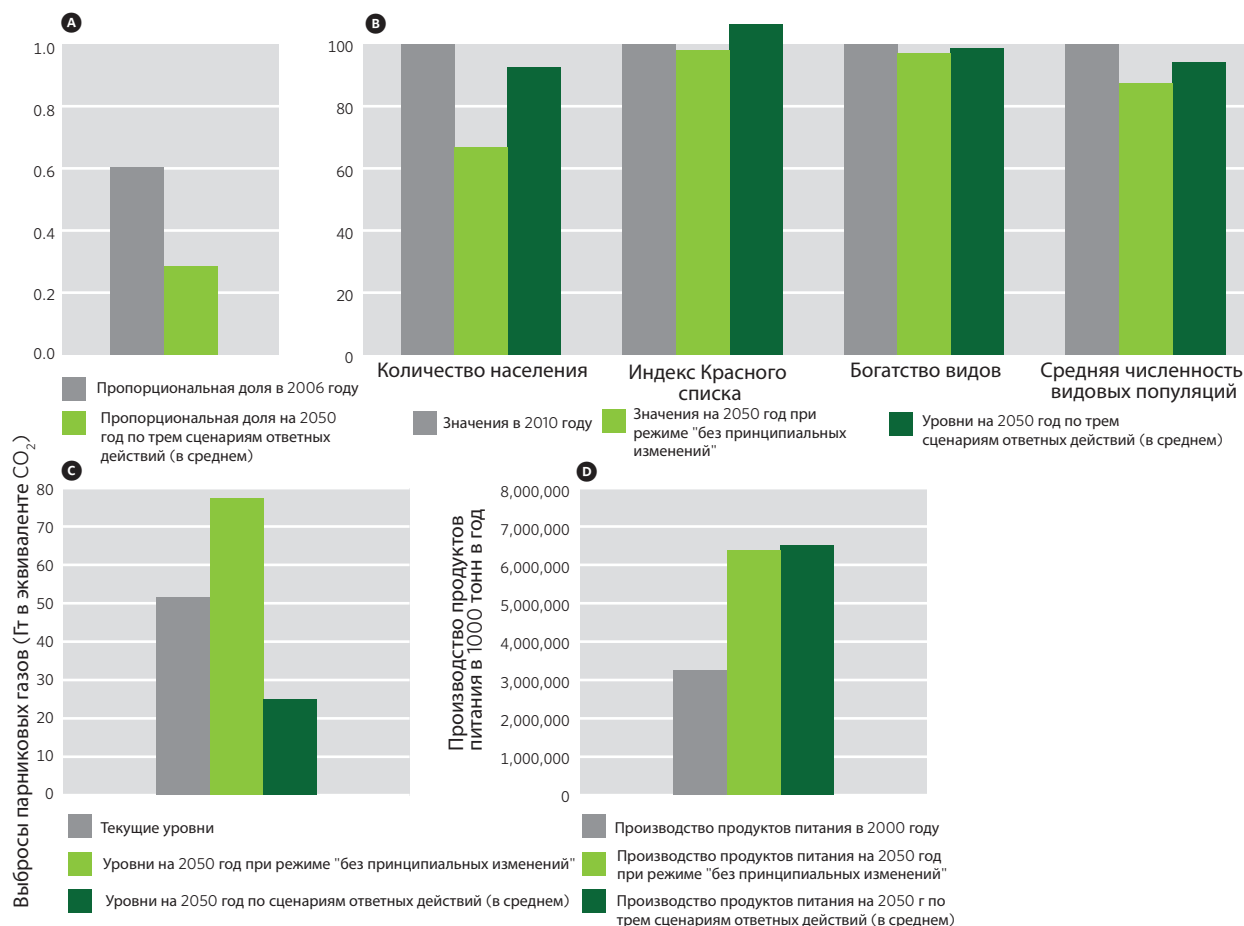 A
1.0
0.8
0.6
0.4
0.2
0.0
Пропорциональная доля в 2006 году
Пропорциональная доля на 2050
год по трем сценариям ответных
действий (в среднем)
B
100
80
60
40
20
0
Количество населения
Индекс Красного
списка
Богатство видов
Средняя численность
видовых популяций
Значения в 2010 году
Значения на 2050 год при
режиме "без принципиальных
изменений"
Уровни на 2050 год по трем
сценариям ответных действий (в среднем)
C
Выбросы парниковых газов (Гт в эквиваленте CO₂)
80
70
60
50
40
30
20
10
0
Текущие уровни
Уровни на 2050 год при режиме "без принципиальных изменений"
Уровни на 2050 год по сценариям ответных действий (в среднем)
D
Производство продуктов
питания в 1000 тонн в год
8,000,000
7,000,000
6,000,000
5,000,000
4,000,000
3,000,000
2,000,000
1,000,000
0
Производство продуктов питания в 2000 году
Производство продуктов питания на 2050 год
при режиме "без принципиальных изменений"
Производство продуктов питания на 2050 г по
трем сценариям ответных действий (в среднем)